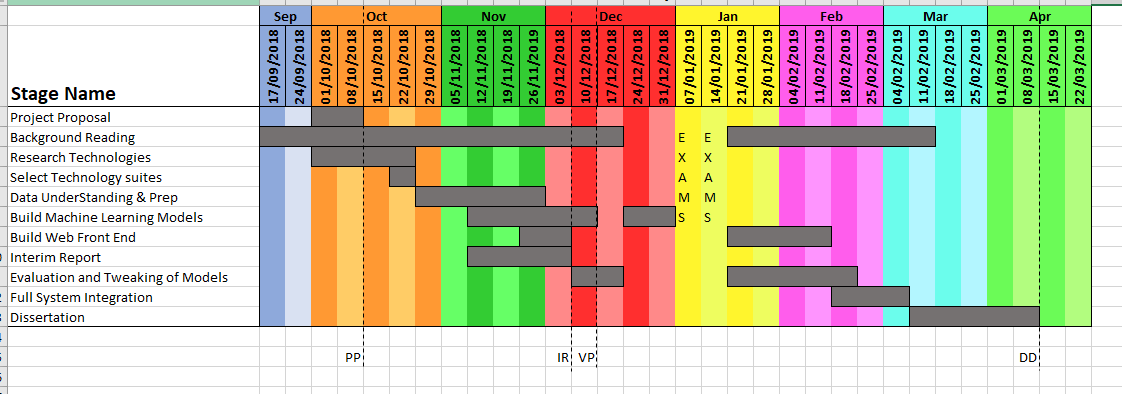 Sep Oct Nov Dec Jan Feb Mar Apr
Stage Name 17/09/2018 24/09/2018 01/10/2018 08/10/2018 15/10/2018 22/10/2018 29/10/2018 05/11/2018 12/11/2018 19/11/2018 26/11/2019 03/12/2018 10/12/2018 17/12/2018 24/12/2018 31/12/2018 07/01/2019 14/01/2019 21/01/2019 28/01/2019 04/02/2019 11/02/2019 18/02/2019 25/02/2019 04/02/2019 11/02/2019 18/02/2019 25/02/2019 01/03/2019 08/03/2019 15/03/2019 22/03/2019
Project Proposal
Background Reading E E
Research Technologies X X
Select Technology suites A A
Data UnderStanding & Prep M M
Build Machine Learning Models S S
Build Web Front End
Interim Report
Evaluation and Tweaking of Models
Full System Integration
Dissertation
PP IR VP DD